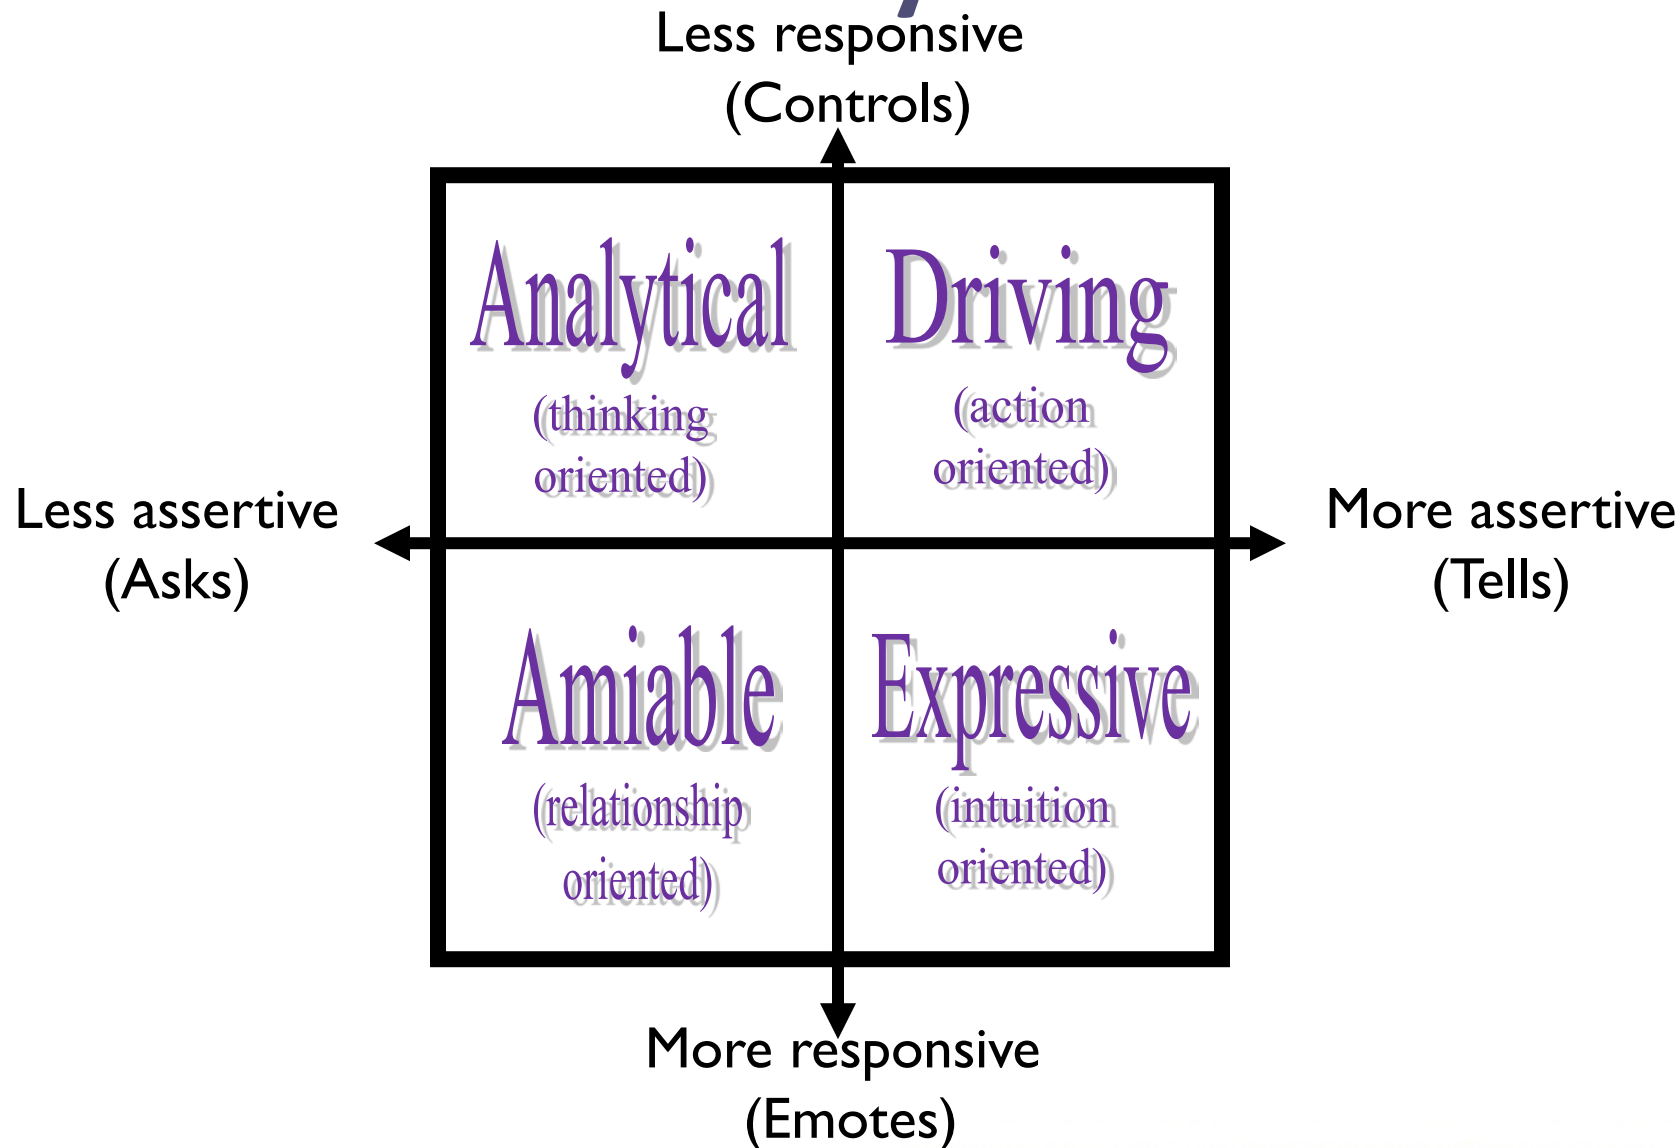 Less responsive
(Controls)
Analytical
(thinking
oriented)
Driving
(action
oriented)
Less assertive
(Asks)
More assertive
(Tells)
Amiable
(relationship
oriented)
Expressive
(intuition
oriented)
More responsive
(Emotes)